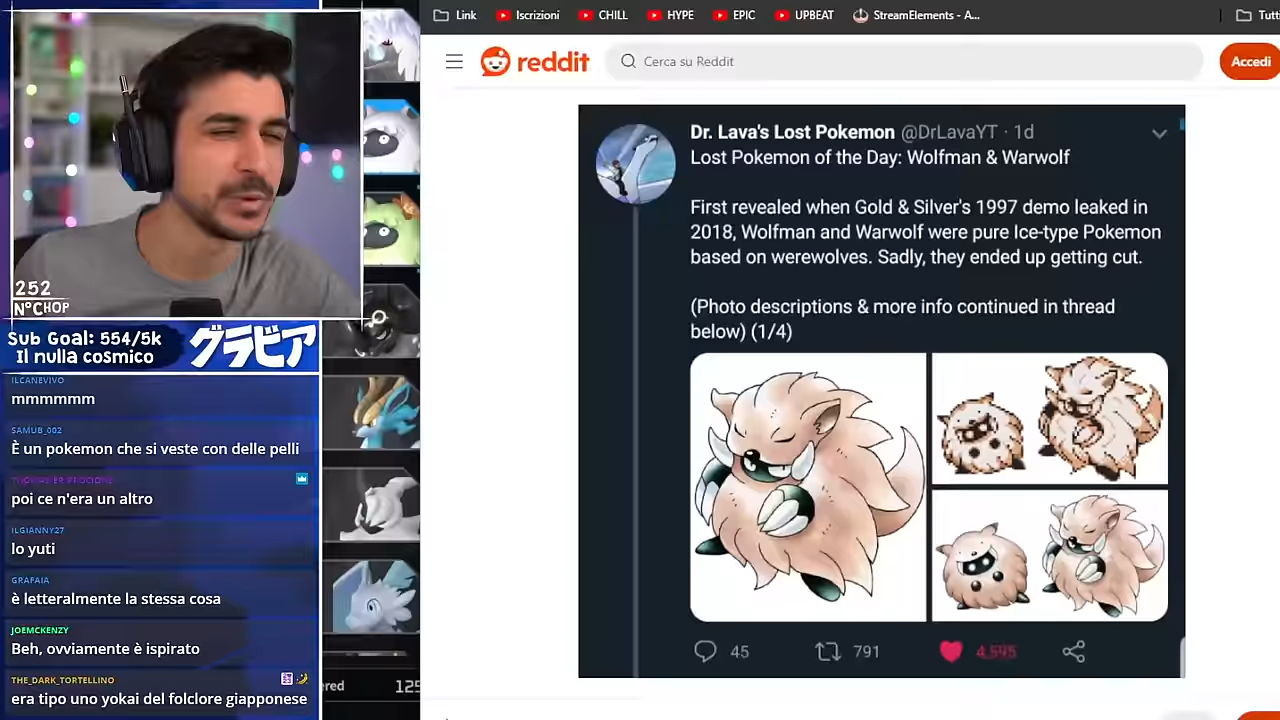 Link
Iscrizioni
CHILL
HYPE
EPIC
UPBEAT
StreamElements - A...
reddit
Cerca su Reddit
Accedi
Dr. Lava's Lost Pokemon @DrLavaYT · 1d
Lost Pokemon of the Day: Wolfman & Warwolf
First revealed when Gold & Silver's 1997 demo leaked in
2018, Wolfman and Warwolf were pure Ice-type Pokemon
based on werewolves. Sadly, they ended up getting cut.
(Photo descriptions & more info continued in thread
below) (1/4)
45
791
4,595
252
N°CHOP
Sub Goal: 554/5k
Il nulla cosmico
グラビア
ILCANEVIVO
mmmmmm
SAMUB_002
È un pokemon che si veste con delle pelli
poi ce n'era un altro
ILGIANNY27
lo yuti
GRAFAIA
è letteralmente la stessa cosa
JOEMCKENZY
Beh, ovviamente è ispirato
THE_DARK_TORTELLINO
era tipo uno yokai del folclore giapponese